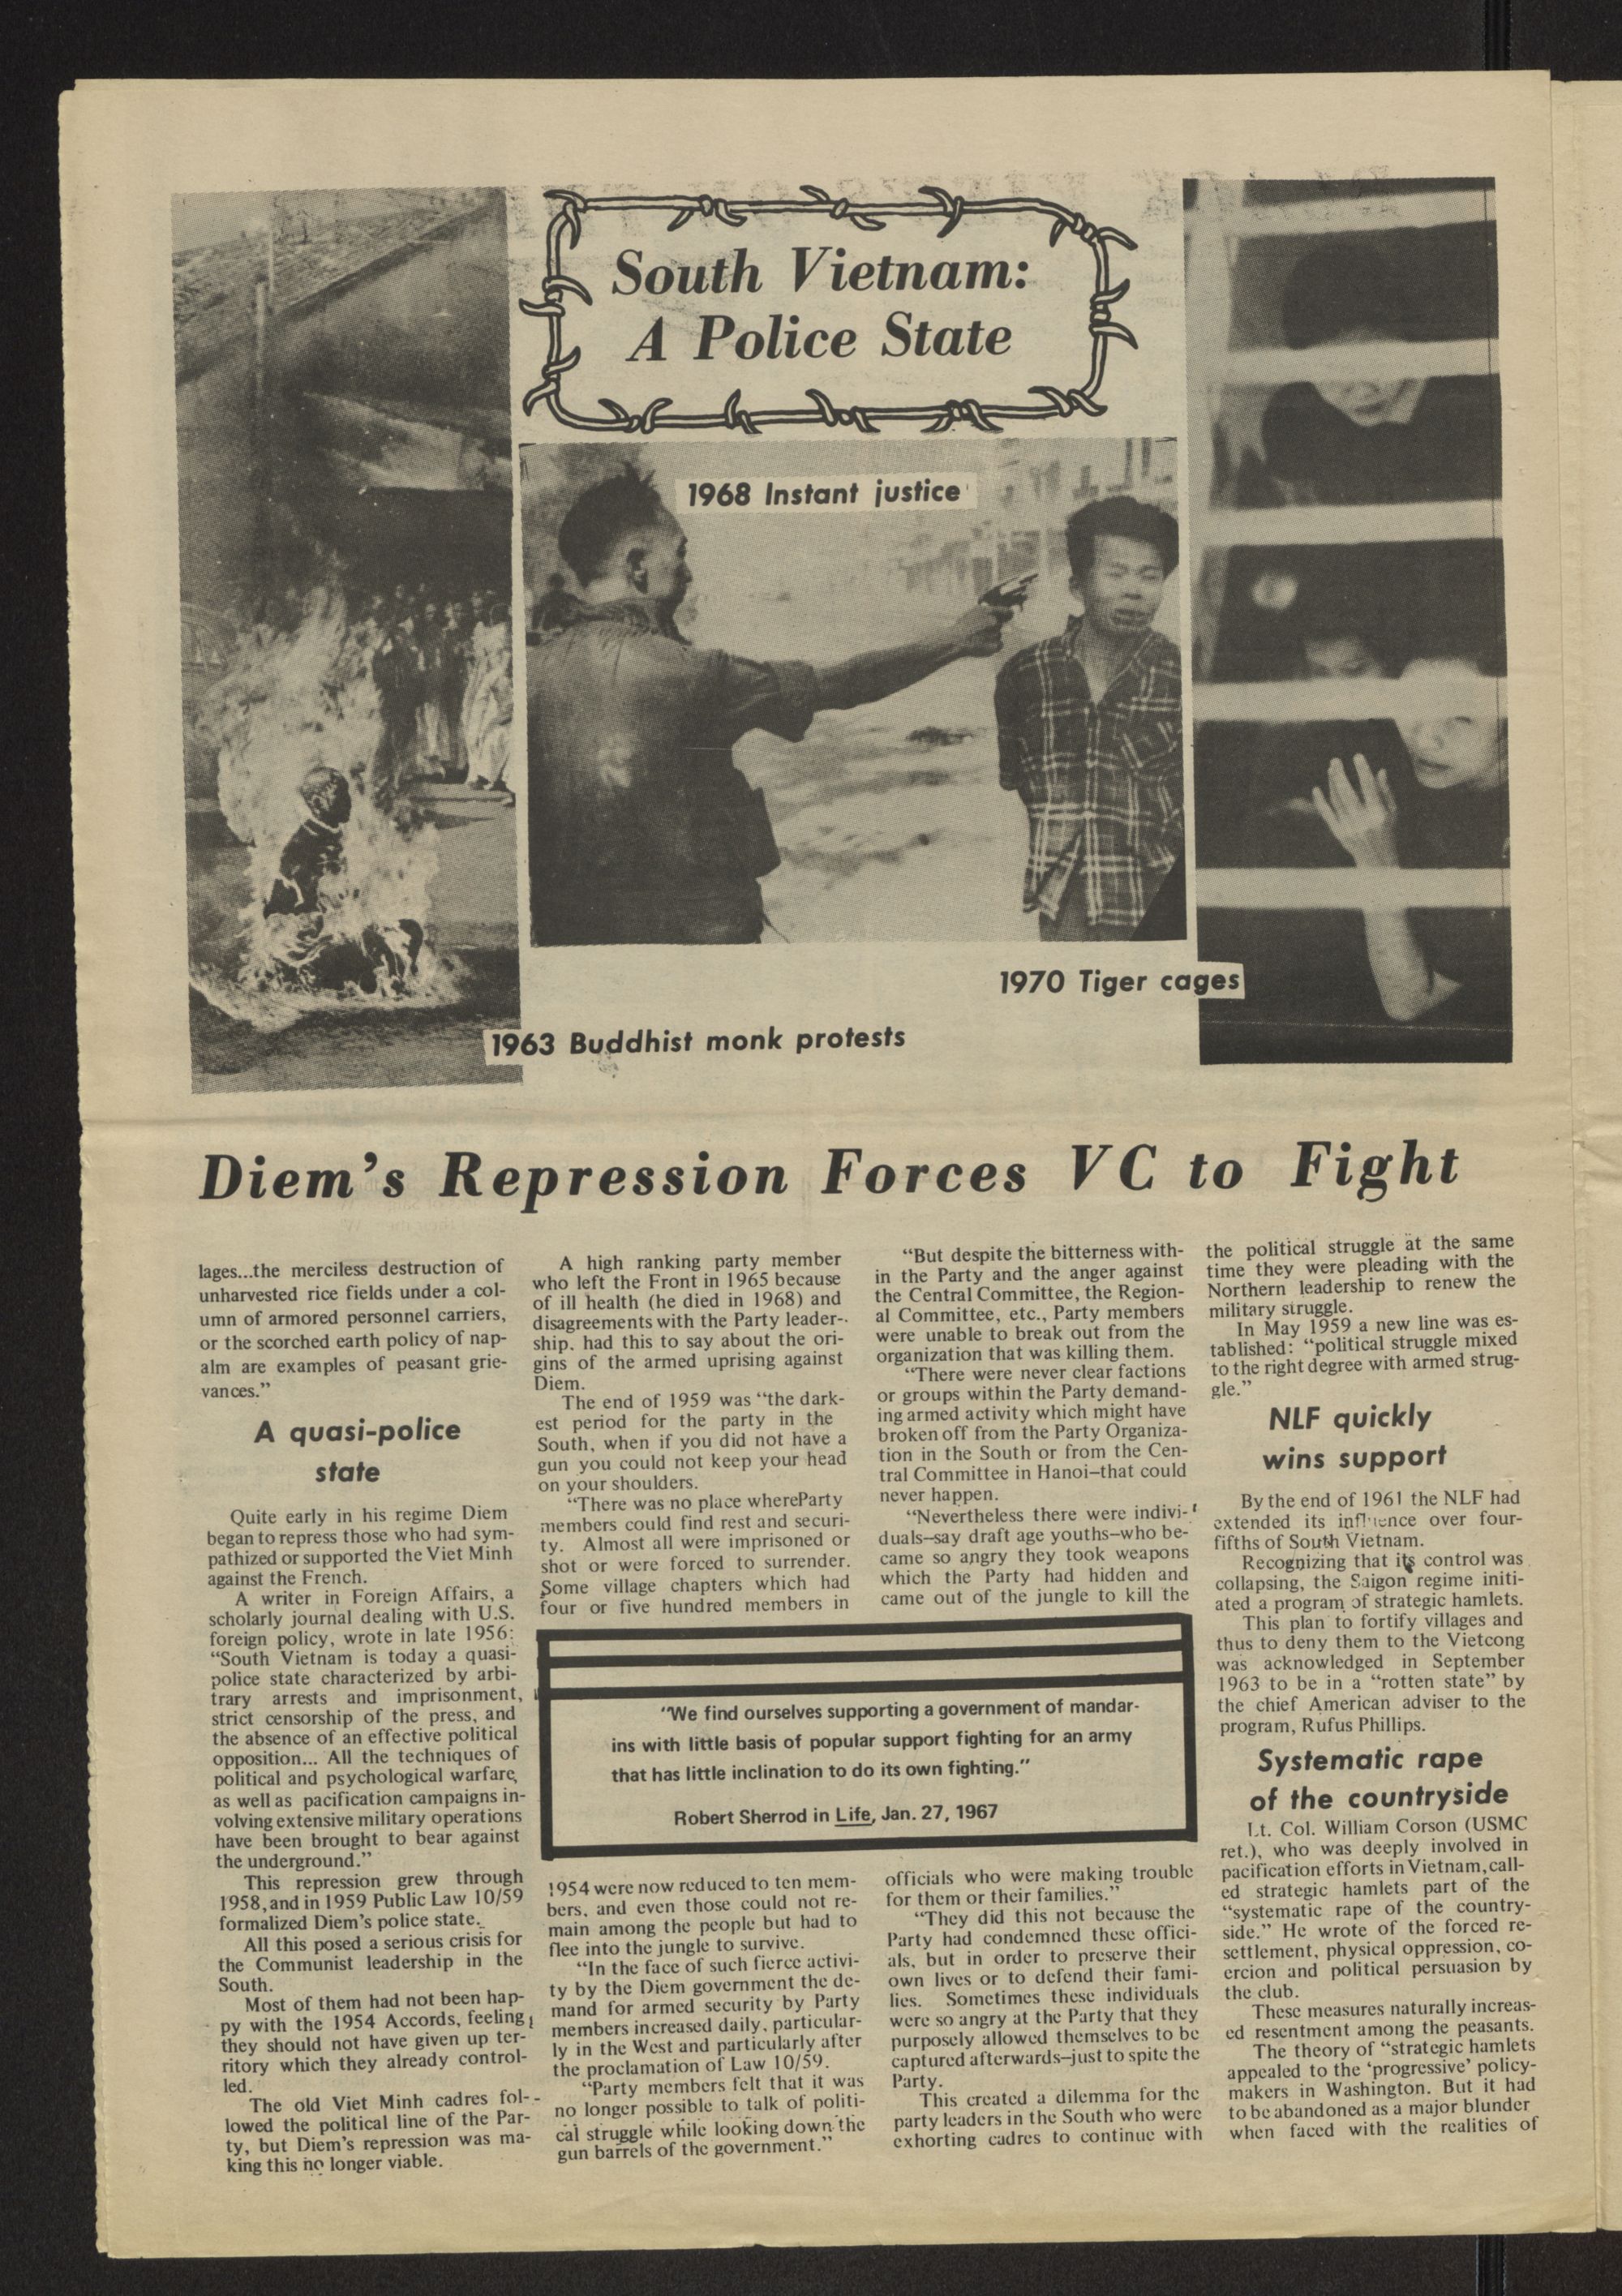 South Vietnam:
A Police State
1968 Instant justice
1970 Tiger cages
1963 Buddhist monk protests
Diem's Repression Forces VC to Fight
lages...the merciless destruction of
unharvested rice fields under a col-
umn of armored personnel carriers,
or the scorched earth policy of nap-
alm are examples of peasant grie-
vances."
A quasi-police
state
Quite early in his regime Diem
began to repress those who had sym-
pathized or supported the Viet Minh
against the French.
A writer in Foreign Affairs, a
scholarly journal dealing with U.S.
foreign policy, wrote in late 1956:
"South Vietnam is today a quasi-
police state characterized by arbi-
trary arrests and imprisonment,
strict censorship of the press, and
the absence of an effective political
opposition... All the techniques of
political and psychological warfare,
as well as pacification campaigns in-
volving extensive military operations
have been brought to bear against
the underground."
This repression grew through
1958, and in 1959 Public Law 10/59
formalized Diem's police state.
All this posed a serious crisis for
the Communist leadership in the
South.
Most of them had not been hap-
py with the 1954 Accords, feeling
they should not have given up ter-
ritory which they already control-
led.
The old Viet Minh cadres fol-
lowed the political line of the Par-
ty, but Diem's repression was ma-
king this no longer viable.
A high ranking party member
who left the Front in 1965 because
of ill health (he died in 1968) and
disagreements with the Party leader-
ship. had this to say about the ori-
gins of the armed uprising against
Diem.
The end of 1959 was "the dark-
est period for the party in the
South, when if you did not have a
gun you could not keep your head
on your shoulders.
"There was no place whereParty
members could find rest and securi-
ty. Almost all were imprisoned or
shot or were forced to surrender.
Some village chapters which had
four or five hundred members in
1954 were now reduced to ten mem-
bers, and even those could not re-
main among the people but had to
flee into the jungle to survive.
"In the face of such fierce activi-
ty by the Diem government the de-
mand for armed security by Party
members increased daily, particular-
ly in the West and particularly after
the proclamation of Law 10/59.
"Party members felt that it was
no longer possible to talk of politi-
cal struggle while looking down the
gun barrels of the government."
"But despite the bitterness with-
in the Party and the anger against
the Central Committee, the Region-
al Committee, etc., Party members
were unable to break out from the
organization that was killing them.
"There were never clear factions
or groups within the Party demand-
ing armed activity which might have
broken off from the Party Organiza-
tion in the South or from the Cen-
tral Committee in Hanoi—that could
never happen.
"Nevertheless there were indivi-
duals—say draft age youths—who be-
came so angry they took weapons
which the Party had hidden and
came out of the jungle to kill the
officials who were making trouble
for them or their families."
"They did this not because the
Party had condemned these offici-
als, but in order to preserve their
own lives or to defend their fami-
lies. Sometimes these individuals
were so angry at the Party that they
purposely allowed themselves to be
captured afterwards—just to spite the
Party.
This created a dilemma for the
party leaders in the South who were
exhorting cadres to continue with
"We find ourselves supporting a government of mandar-
ins with little basis of popular support fighting for an army
that has little inclination to do its own fighting."
Robert Sherrod in Life, Jan. 27, 1967
the political struggle at the same
time they were pleading with the
Northern leadership to renew the
military struggle.
In May 1959 a new line was es-
tablished: "political struggle mixed
to the right degree with armed strug-
gle."
NLF quickly
wins support
By the end of 1961 the NLF had
extended its influence over four-
fifths of South Vietnam.
Recognizing that its control was
collapsing, the Saigon regime initi-
ated a program of strategic hamlets.
This plan to fortify villages and
thus to deny them to the Vietcong
was acknowledged in September
1963 to be in a "rotten state" by
the chief American adviser to the
program, Rufus Phillips.
Systematic rape
of the countryside
Lt. Col. William Corson (USMC
ret.), who was deeply involved in
pacification efforts in Vietnam, call-
ed strategic hamlets part of the
"systematic rape of the country-
side." He wrote of the forced re-
settlement, physical oppression, co-
ercion and political persuasion by
the club.
These measures naturally increas-
ed resentment among the peasants.
The theory of "strategic hamlets
appealed to the 'progressive' policy-
makers in Washington. But it had
to be abandoned as a major blunder
when faced with the realities of